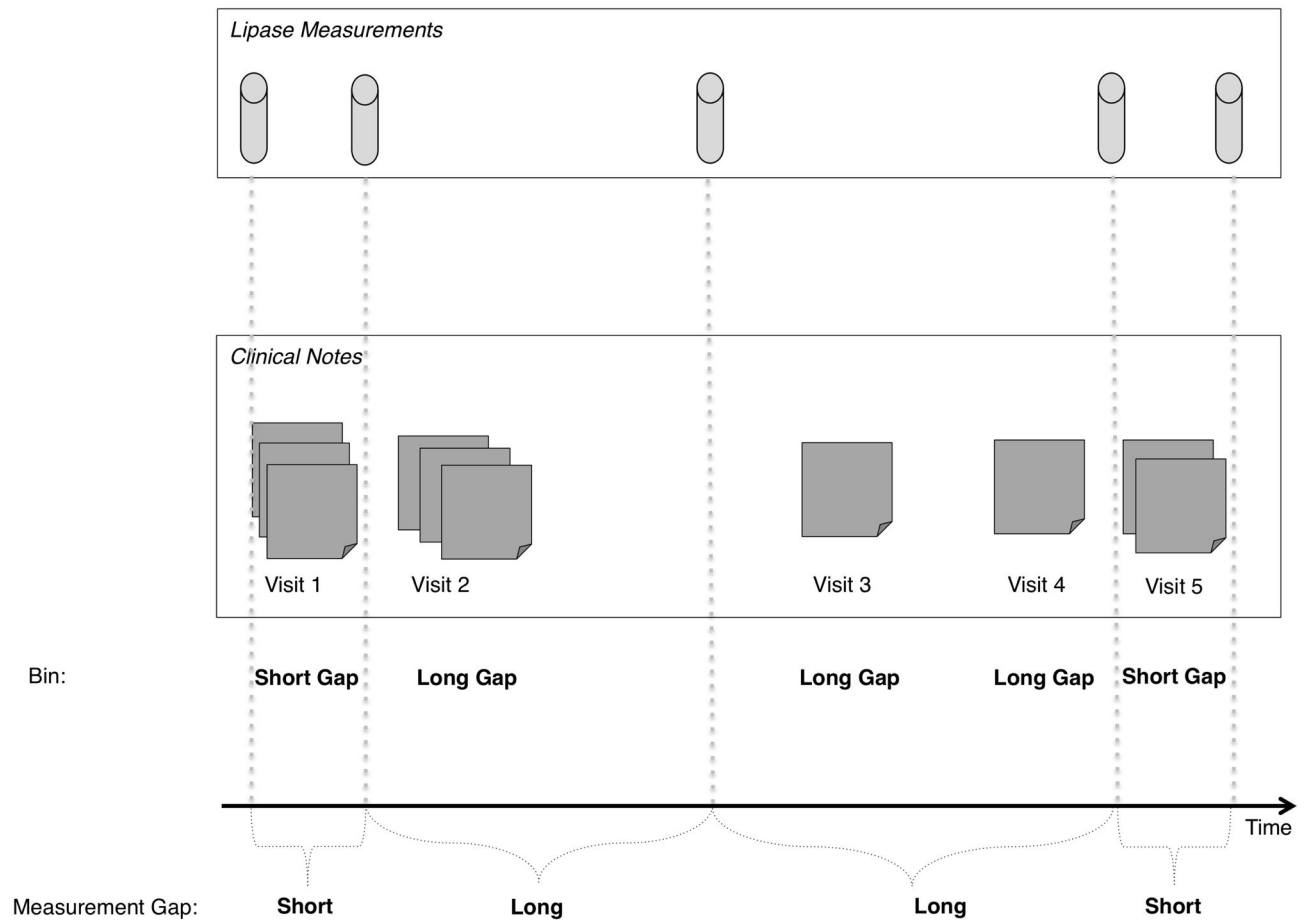 Lipase Measurements
Clinical Notes
Visit 1 Visit 2 Visit 3 Visit 4 Visit 5
Bin: Short Gap Long Gap Long Gap Long Gap Short Gap
Time
Measurement Gap: Short Long Long Short